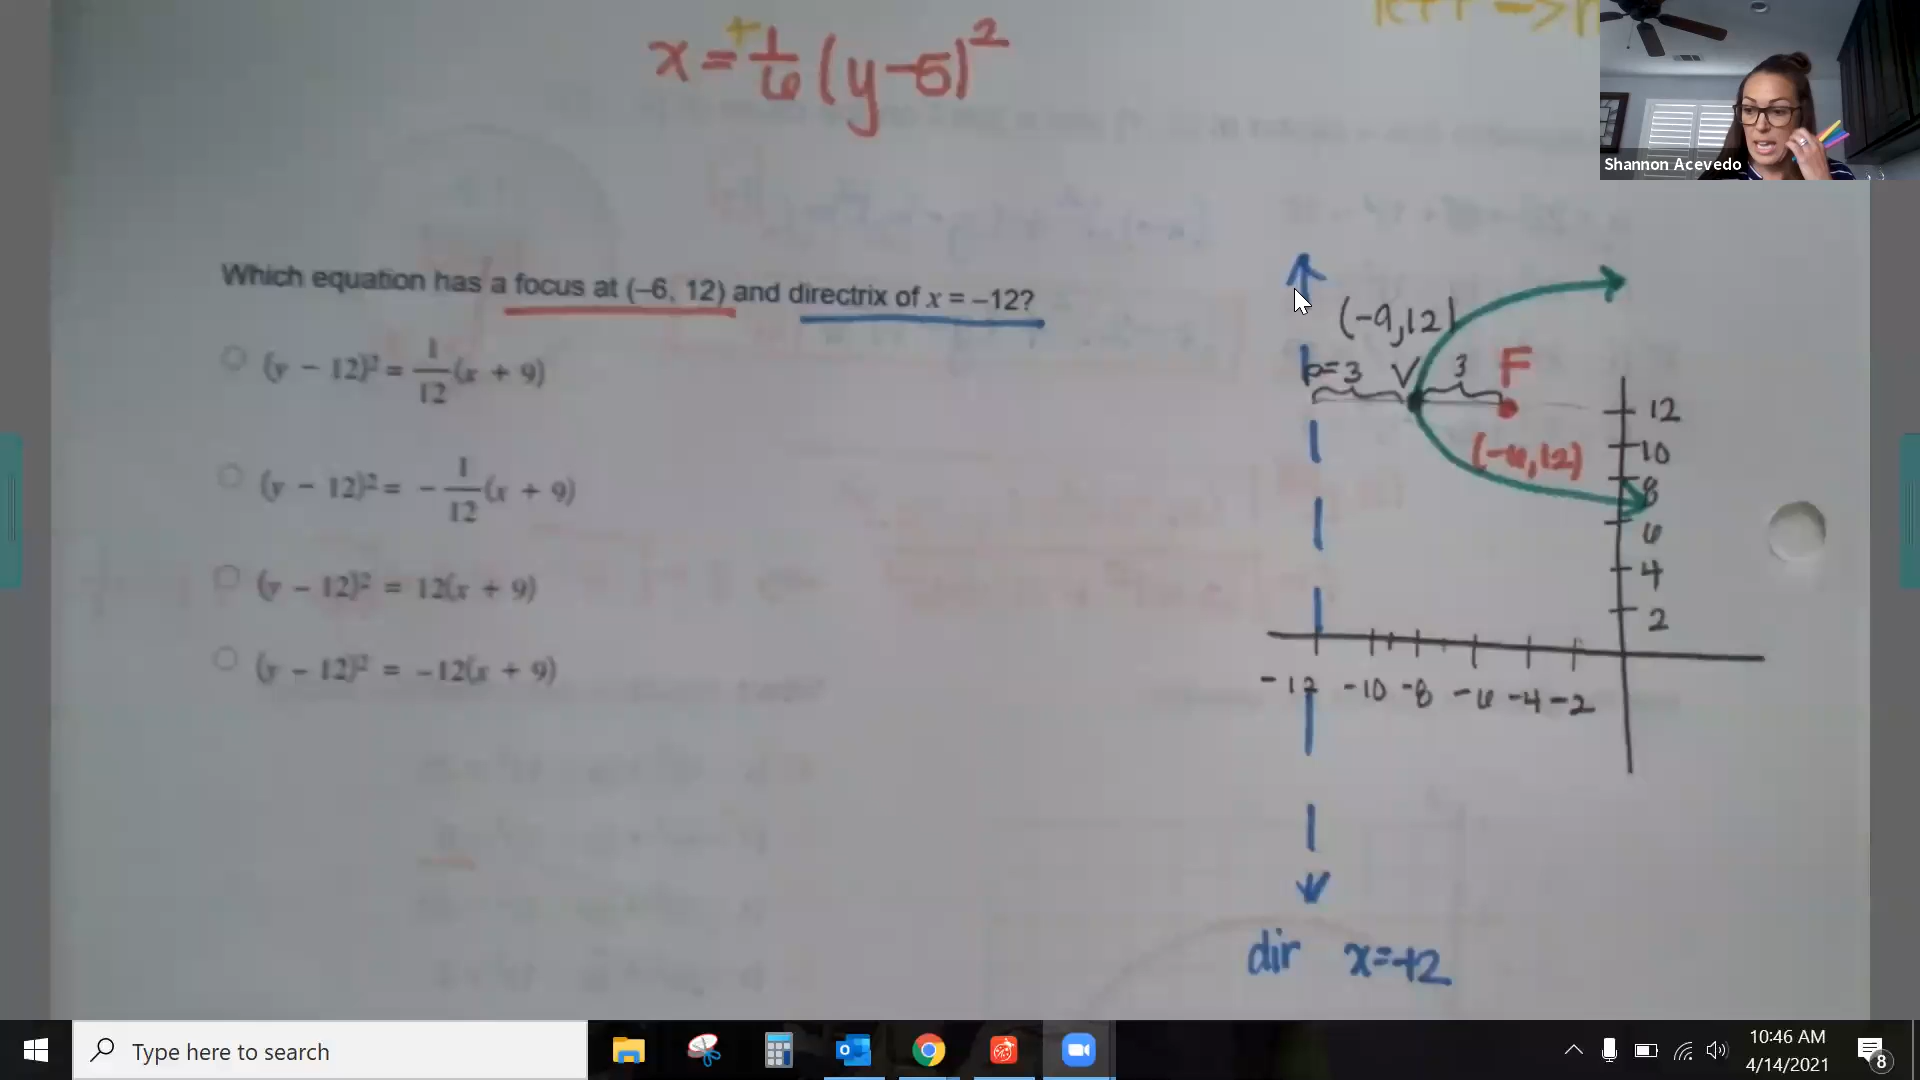 x = + 1/6 (y-5)²
Shannon Acevedo
Which equation has a focus at (–6, 12) and directrix of x = –12?
(y – 12)² = 1/12 (x + 9)
(y – 12)² = – 1/12 (x + 9)
(y – 12)² = 12(x + 9)
(y – 12)² = –12(x + 9)
(-9,12)
p=3 V 3 F
(-6,12)
12
10
8
6
4
2
-12 -10 -8 -6 -4 -2
dir x=-12
Type here to search
10:46 AM
4/14/2021
8